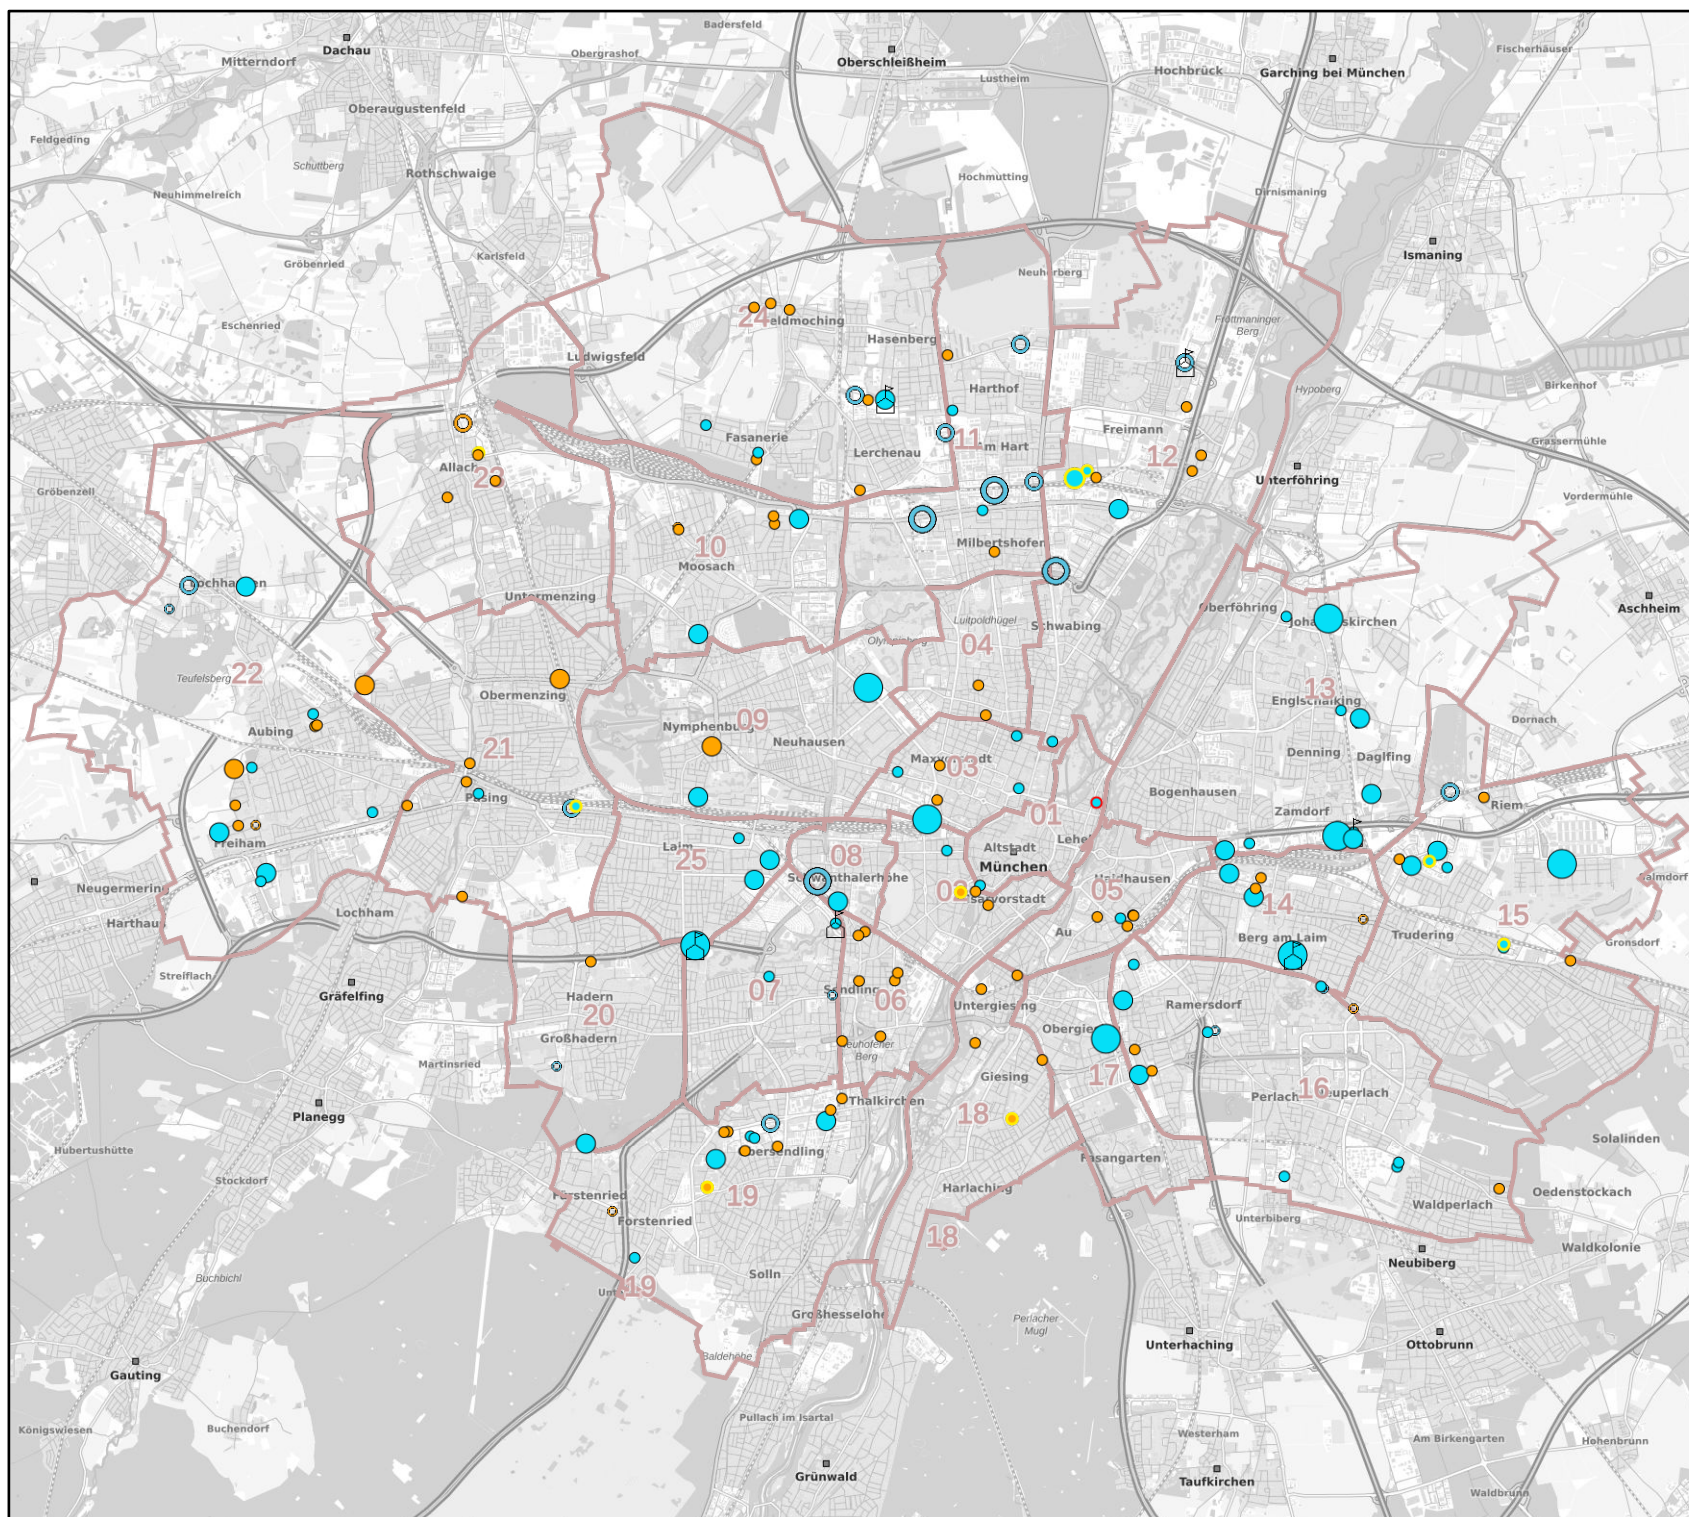 Badersfeld
Dachau
Mitterndorf
Obergrashof
Oberschleißheim
Lustheim
Hochbrück
Garching bei München
Fischerhäuser
Oberaugustenfeld
Feldgeding
Schuttberg
Rothschwaige
Neuhimmelreich
Hochmutting
Dirnismaning
Karlsfeld
Gröbenried
Ismaning
Neuherberg
Eschenried
Fröttmaninger
Berg
24
Feldmoching
Hasenberg
Ludwigsfeld
Harthof
Hypoberg
Birkenhof
Fasanerie
Lerchenau
11
Am Hart
Freimann
12
Grassermühle
Gröbenzell
Allach
23
Unterföhring
Vordermühle
10
Moosach
Milbertshofen
Lochhausen
Untermenzing
Oberföhring
Johanneskirchen
Aschheim
Luitpoldhügel
Schwabing
Olympiaberg
04
22
Teufelsberg
Obermenzing
13
Englschalking
Dornach
Aubing
09
Nymphenburg
Neuhausen
Denning
Daglfing
21
Maxvorstadt
03
Pasing
Bogenhausen
Zamdorf
Riem
01
Freiham
Laim
25
08
Altstadt
Lehel
München
Neugermering
Schwanthalerhöhe
Haidhausen
Salmdorf
Harthaus
Lochham
02
Isarvorstadt
05
14
15
Au
Berg am Laim
Trudering
Gronsdorf
Streiflach
Gräfelfing
Hadern
07
Sendling
06
Untergiesing
Ramersdorf
20
Großhadern
Neuhofener
Berg
Obergiesing
Martinsried
Giesing
17
16
Perlach
Neuperlach
Planegg
Thalkirchen
18
Hubertushütte
Obersendling
Fasangarten
Solalinden
Stockdorf
Fürstenried
19
Harlaching
Waldperlach
Oedenstockach
Forstenried
Unterbiberg
18
Waldkolonie
Buchbichl
19
Solln
Neubiberg
Großhesselohe
Perlacher
Mugl
Unterhaching
Ottobrunn
Baldehöhe
Gauting
Königswiesen
Buchendorf
Pullach im Isartal
Westerham
Am Birkengarten
Hohenbrunn
Grünwald
Taufkirchen
Waldbrunn